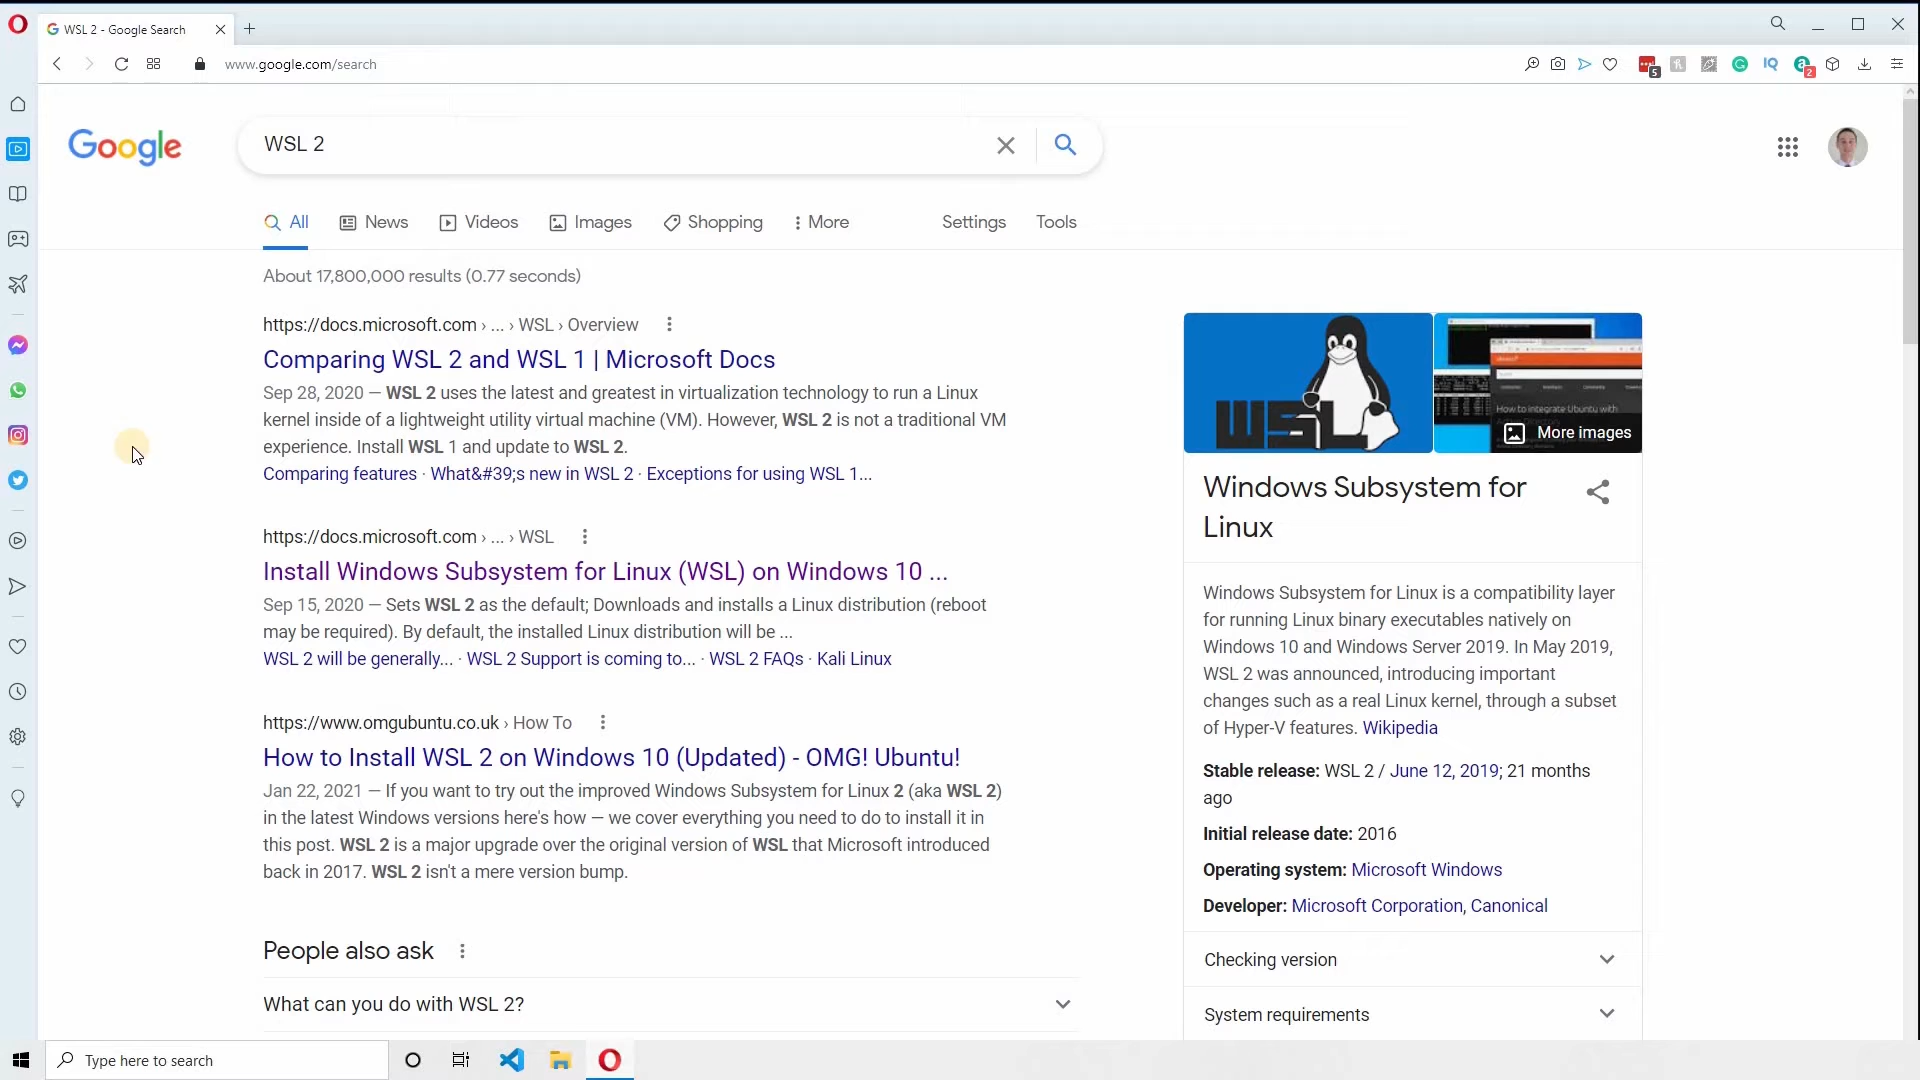 WSL 2 - Google Search
www.google.com/search
5
IQ
2
Google
WSL 2
All
News
Videos
Images
Shopping
More
Settings
Tools
About 17,800,000 results (0.77 seconds)
https://docs.microsoft.com › ... › WSL › Overview
Comparing WSL 2 and WSL 1 | Microsoft Docs
Sep 28, 2020 — WSL 2 uses the latest and greatest in virtualization technology to run a Linux
kernel inside of a lightweight utility virtual machine (VM). However, WSL 2 is not a traditional VM
experience. Install WSL 1 and update to WSL 2.
Comparing features · What&#39;s new in WSL 2 · Exceptions for using WSL 1...
https://docs.microsoft.com › ... › WSL
Install Windows Subsystem for Linux (WSL) on Windows 10 ...
Sep 15, 2020 — Sets WSL 2 as the default; Downloads and installs a Linux distribution (reboot
may be required). By default, the installed Linux distribution will be ...
WSL 2 will be generally... · WSL 2 Support is coming to... · WSL 2 FAQs · Kali Linux
https://www.omgubuntu.co.uk › How To
How to Install WSL 2 on Windows 10 (Updated) - OMG! Ubuntu!
Jan 22, 2021 — If you want to try out the improved Windows Subsystem for Linux 2 (aka WSL 2)
in the latest Windows versions here's how — we cover everything you need to do to install it in
this post. WSL 2 is a major upgrade over the original version of WSL that Microsoft introduced
back in 2017. WSL 2 isn't a mere version bump.
People also ask
What can you do with WSL 2?
WSL
How to integrate Ubuntu with
More images
Windows Subsystem for
Linux
Windows Subsystem for Linux is a compatibility layer
for running Linux binary executables natively on
Windows 10 and Windows Server 2019. In May 2019,
WSL 2 was announced, introducing important
changes such as a real Linux kernel, through a subset
of Hyper-V features. Wikipedia
Stable release: WSL 2 / June 12, 2019; 21 months
ago
Initial release date: 2016
Operating system: Microsoft Windows
Developer: Microsoft Corporation, Canonical
Checking version
System requirements
Type here to search